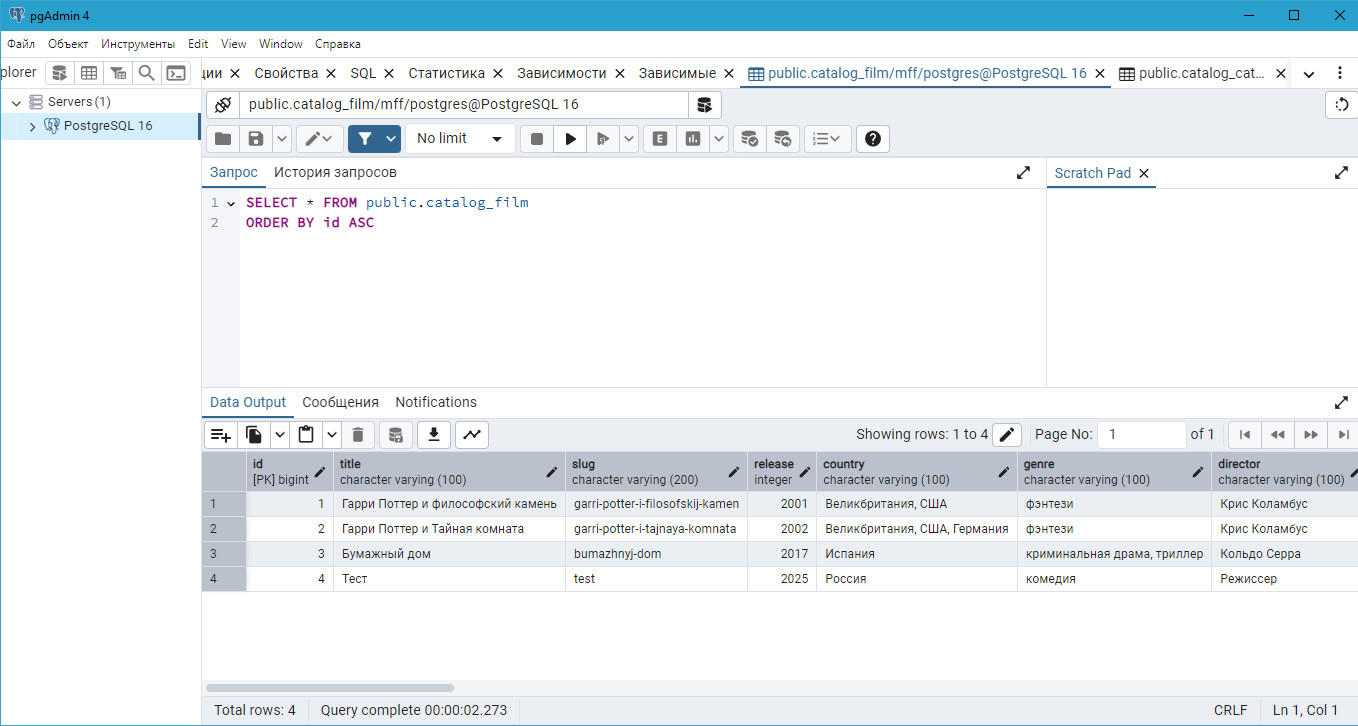 pgAdmin 4
Файл Объект Инструменты Edit View Window Справка
plorer ции Свойства SQL Статистика Зависимости Зависимые public.catalog_film/mff/postgres@PostgreSQL 16 public.catalog_cat...
Servers (1)
PostgreSQL 16
public.catalog_film/mff/postgres@PostgreSQL 16
No limit E
Запрос История запросов Scratch Pad
1 SELECT * FROM public.catalog_film
2 ORDER BY id ASC
Data Output Сообщения Notifications
Showing rows: 1 to 4 Page No: 1 of 1
id title slug release country genre director
[PK] bigint character varying (100) character varying (200) integer character varying (100) character varying (100) character varying (100)
1 1 Гарри Поттер и философский камень garri-potter-i-filosofskij-kamen 2001 Великбритания, США фэнтези Крис Коламбус
2 2 Гарри Поттер и Тайная комната garri-potter-i-tajnaya-komnata 2002 Великбритания, США, Германия фэнтези Крис Коламбус
3 3 Бумажный дом bumazhnyj-dom 2017 Испания криминальная драма, триллер Кольдо Серра
4 4 Тест test 2025 Россия комедия Режиссер
Total rows: 4 Query complete 00:00:02.273 CRLF Ln 1, Col 1